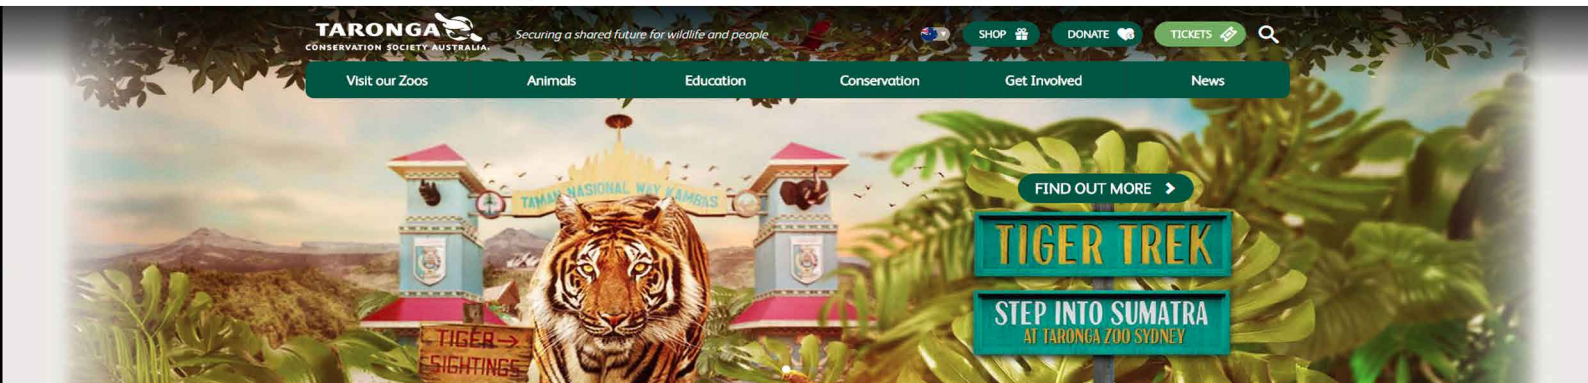 TARONGA
CONSERVATION SOCIETY AUSTRALIA.
Securing a shared future for wildlife and people
SHOP
DONATE
TICKETS
Visit our Zoos
Animals
Education
Conservation
Get Involved
News
TAMAN NASIONAL WAY KAMBAS
FIND OUT MORE
TIGER TREK
STEP INTO SUMATRA
AT TARONGA ZOO SYDNEY
TIGER →
SIGHTINGS